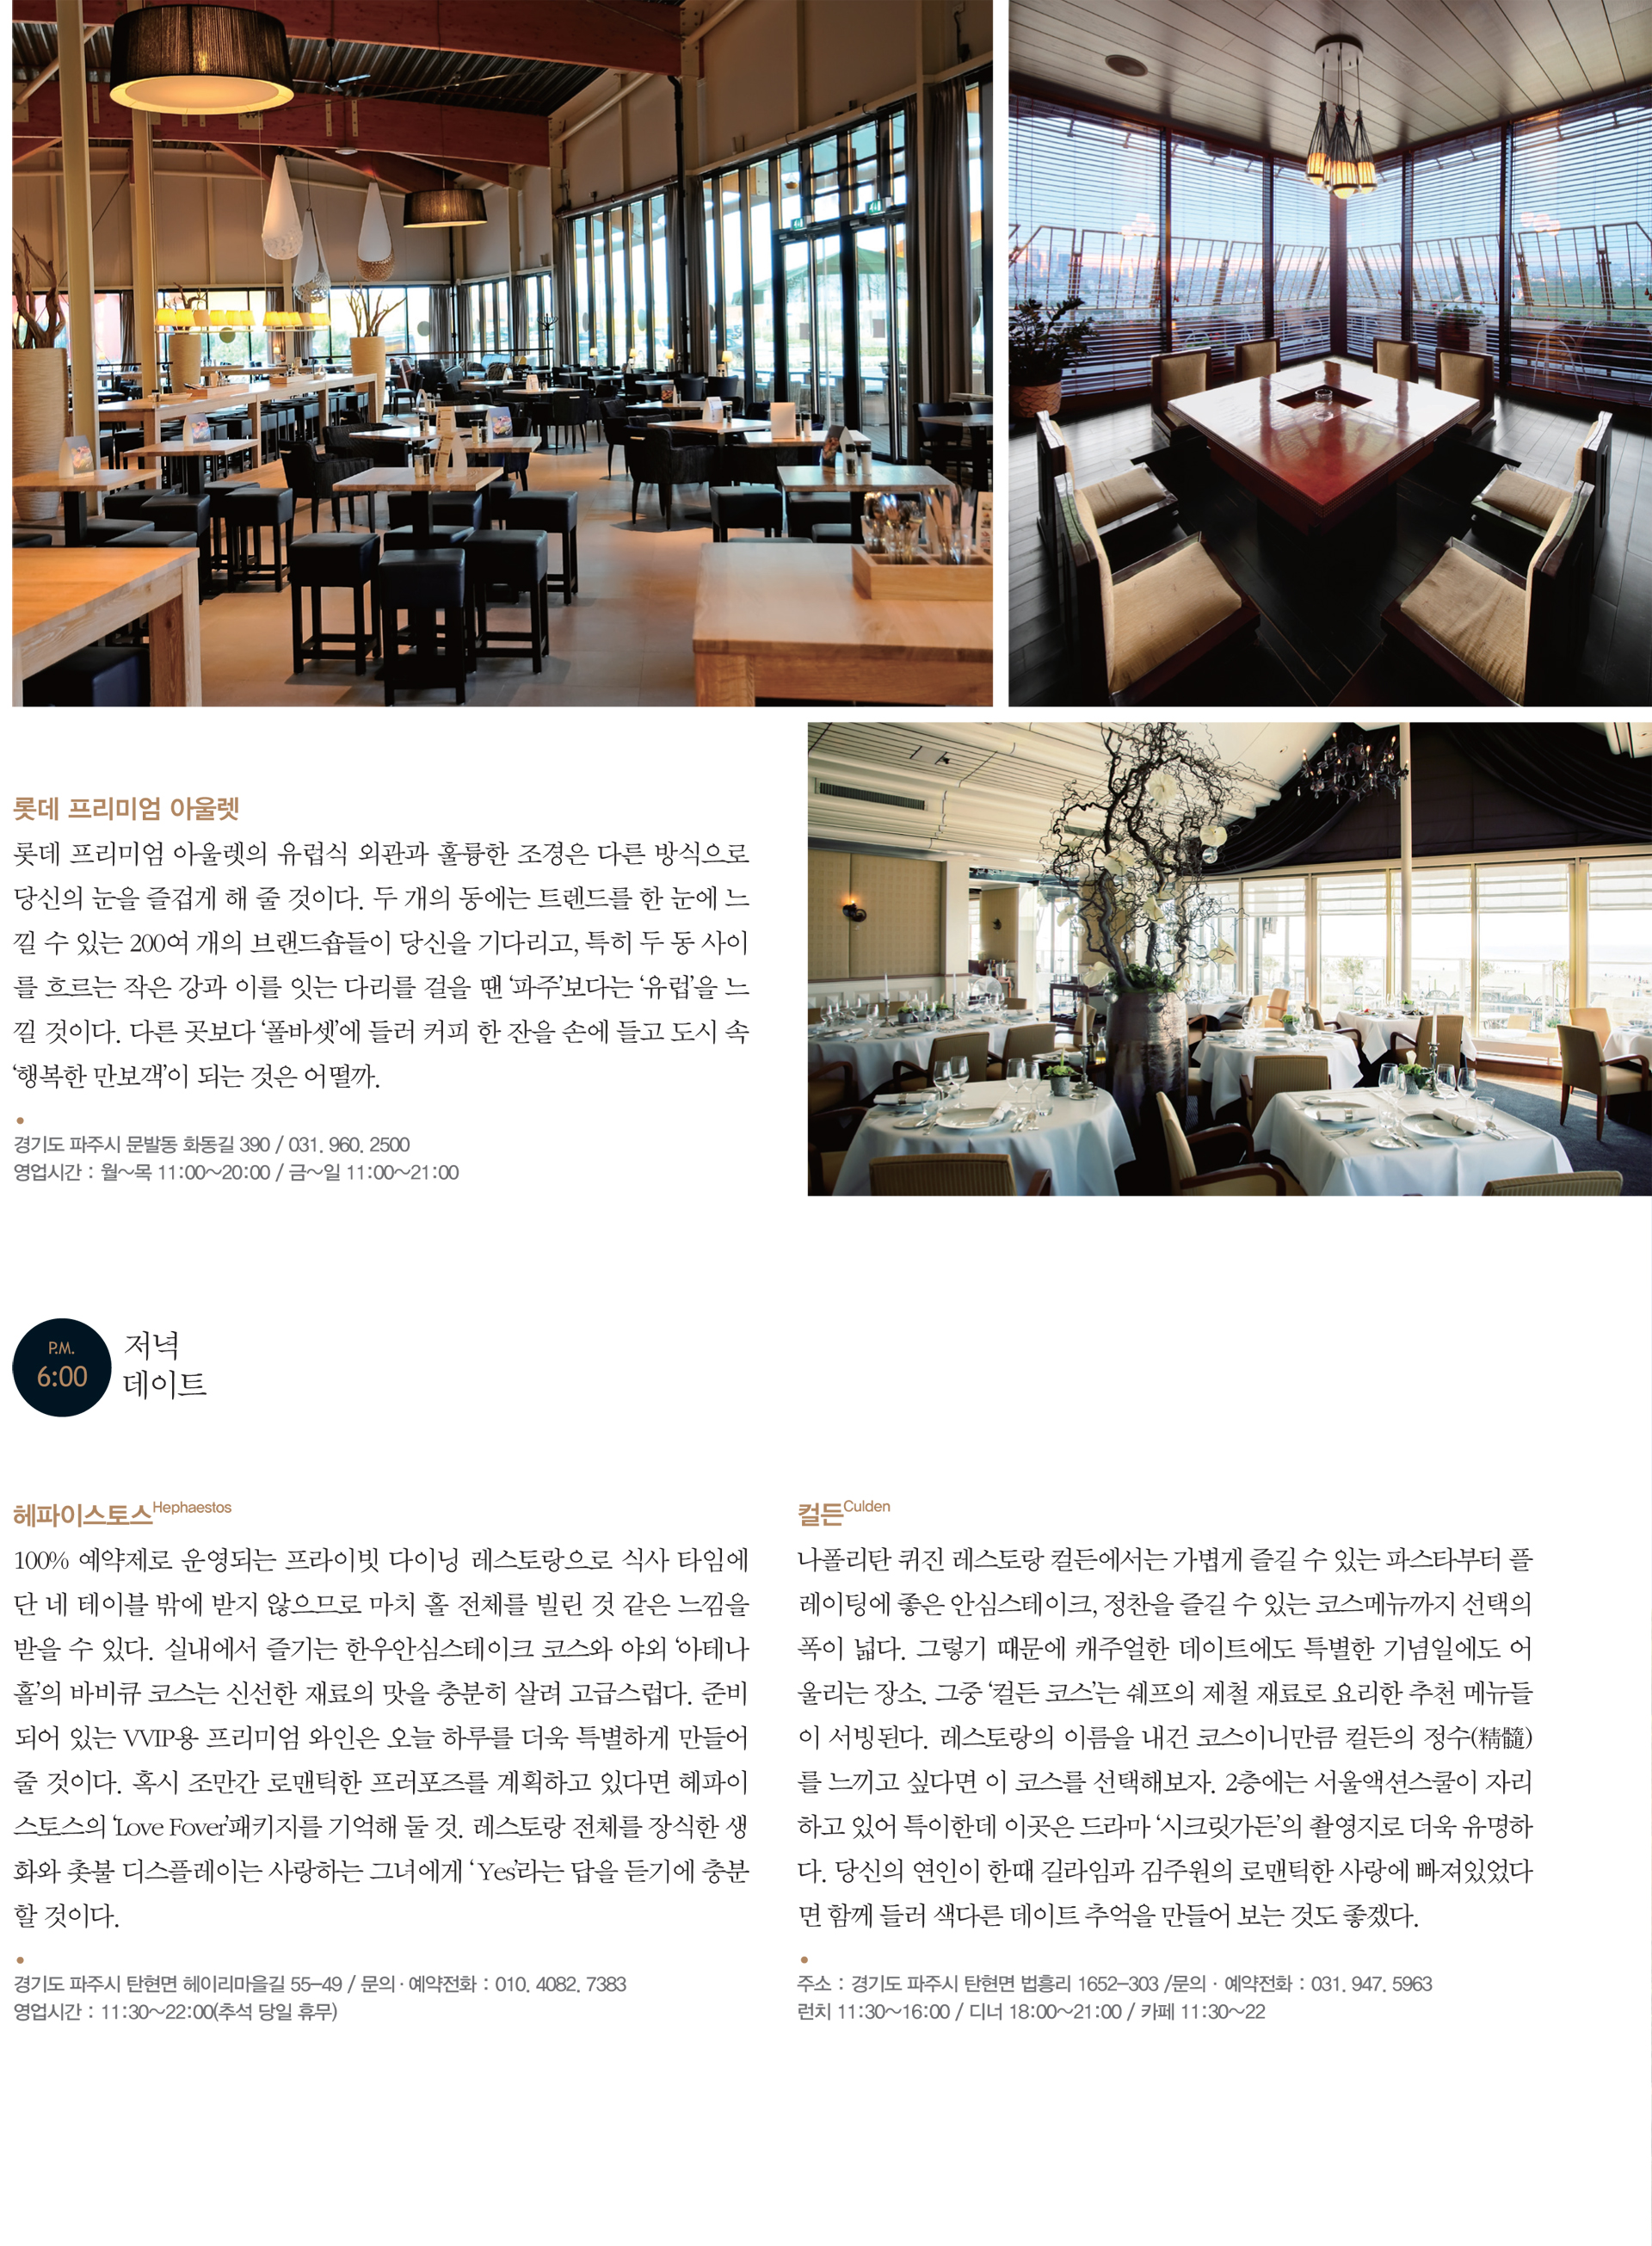 롯데 프리미엄 아울렛
롯데 프리미엄 아울렛의 유럽식 외관과 훌륭한 조경은 다른 방식으로
당신의 눈을 즐겁게 해 줄 것이다. 두 개의 동에는 트렌드를 한 눈에 느
낄 수 있는 200여 개의 브랜드숍들이 당신을 기다리고, 특히 두 동 사이
를 흐르는 작은 강과 이를 잇는 다리를 걸을 땐 ‘파주’보다는 ‘유럽’을 느
낄 것이다. 다른 곳보다 ‘폴바셋’에 들러 커피 한 잔을 손에 들고 도시 속
‘행복한 만보객’이 되는 것은 어떨까.
경기도 파주시 문발동 화동길 390 / 031. 960. 2500
영업시간 : 월~목 11:00~20:00 / 금~일 11:00~21:00
P.M.
6:00
저녁
데이트
헤파이스토스Hephaestos
100% 예약제로 운영되는 프라이빗 다이닝 레스토랑으로 식사 타임에
단 네 테이블 밖에 받지 않으므로 마치 홀 전체를 빌린 것 같은 느낌을
받을 수 있다. 실내에서 즐기는 한우안심스테이크 코스와 야외 ‘아테나
홀’의 바비큐 코스는 신선한 재료의 맛을 충분히 살려 고급스럽다. 준비
되어 있는 VVIP용 프리미엄 와인은 오늘 하루를 더욱 특별하게 만들어
줄 것이다. 혹시 조만간 로맨틱한 프러포즈를 계획하고 있다면 헤파이
스토스의 ‘Love Fover’패키지를 기억해 둘 것. 레스토랑 전체를 장식한 생
화와 촛불 디스플레이는 사랑하는 그녀에게 ‘ Yes’라는 답을 듣기에 충분
할 것이다.
경기도 파주시 탄현면 헤이리마을길 55-49 / 문의 · 예약전화 : 010. 4082. 7383
영업시간 : 11:30~22:00(추석 당일 휴무)
컬든Culden
나폴리탄 퀴진 레스토랑 컬든에서는 가볍게 즐길 수 있는 파스타부터 플
레이팅에 좋은 안심스테이크, 정찬을 즐길 수 있는 코스메뉴까지 선택의
폭이 넓다. 그렇기 때문에 캐주얼한 데이트에도 특별한 기념일에도 어
울리는 장소. 그중 ‘컬든 코스’는 쉐프의 제철 재료로 요리한 추천 메뉴들
이 서빙된다. 레스토랑의 이름을 내건 코스이니만큼 컬든의 정수(精髓)
를 느끼고 싶다면 이 코스를 선택해보자. 2층에는 서울액션스쿨이 자리
하고 있어 특이한데 이곳은 드라마 ‘시크릿가든’의 촬영지로 더욱 유명하
다. 당신의 연인이 한때 길라임과 김주원의 로맨틱한 사랑에 빠져있었다
면 함께 들러 색다른 데이트 추억을 만들어 보는 것도 좋겠다.
주소 : 경기도 파주시 탄현면 법흥리 1652-303 /문의 · 예약전화 : 031. 947. 5963
런치 11:30~16:00 / 디너 18:00~21:00 / 카페 11:30~22